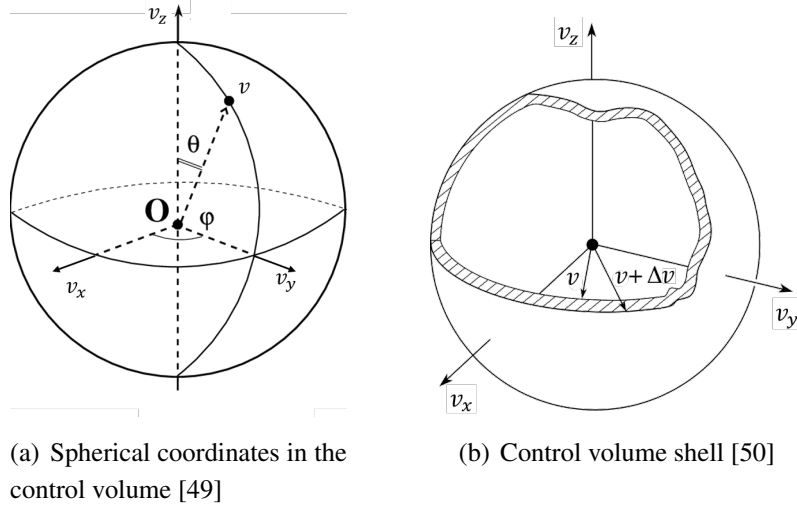 v_z
v
θ
O
φ
v_x
v_y
v_z
v
v+ Δv
v_y
v_x
(a) Spherical coordinates in the
control volume [49]
(b) Control volume shell [50]